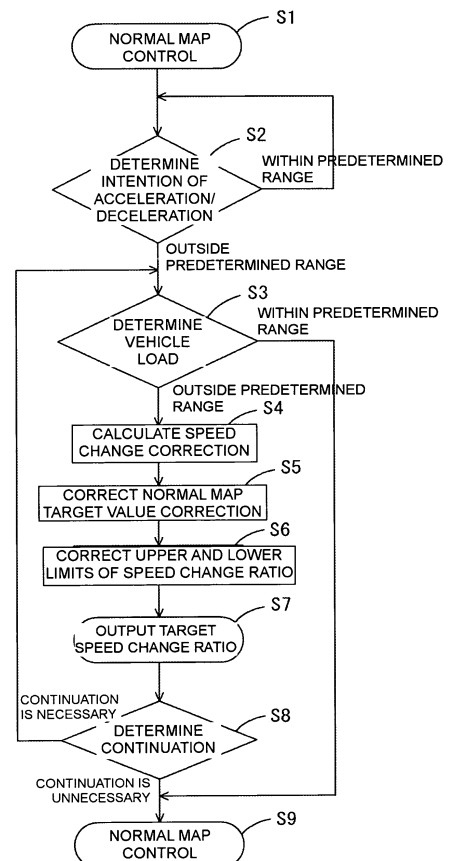 S1
NORMAL MAP
CONTROL
S2
DETERMINE
INTENTION OF
ACCELERATION/
DECELERATION
WITHIN PREDETERMINED
RANGE
OUTSIDE
PREDETERMINED RANGE
S3
DETERMINE
VEHICLE
LOAD
WITHIN PREDETERMINED
RANGE
OUTSIDE PREDETERMINED
RANGE
S4
CALCULATE SPEED
CHANGE CORRECTION
S5
CORRECT NORMAL MAP
TARGET VALUE CORRECTION
S6
CORRECT UPPER AND LOWER
LIMITS OF SPEED CHANGE RATIO
S7
OUTPUT TARGET
SPEED CHANGE RATIO
CONTINUATION
IS NECESSARY
S8
DETERMINE
CONTINUATION
CONTINUATION IS
UNNECESSARY
S9
NORMAL MAP
CONTROL